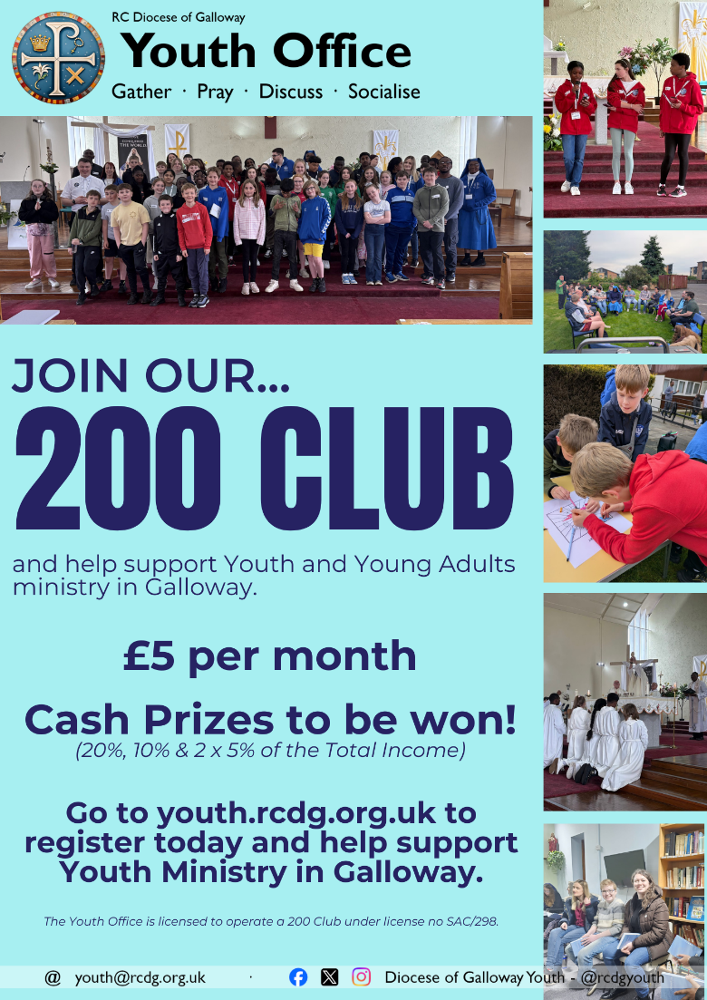 RC Diocese of Galloway
Youth Office
Gather · Pray · Discuss · Socialise
THE WORLD
JOIN OUR...
200 CLUB
and help support Youth and Young Adults
ministry in Galloway.
£5 per month
Cash Prizes to be won!
(20%, 10% & 2 x 5% of the Total Income)
Go to youth.rcdg.org.uk to
register today and help support
Youth Ministry in Galloway.
The Youth Office is licensed to operate a 200 Club under license no SAC/298.
@ youth@rcdg.org.uk · Diocese of Galloway Youth - @rcdgyouth